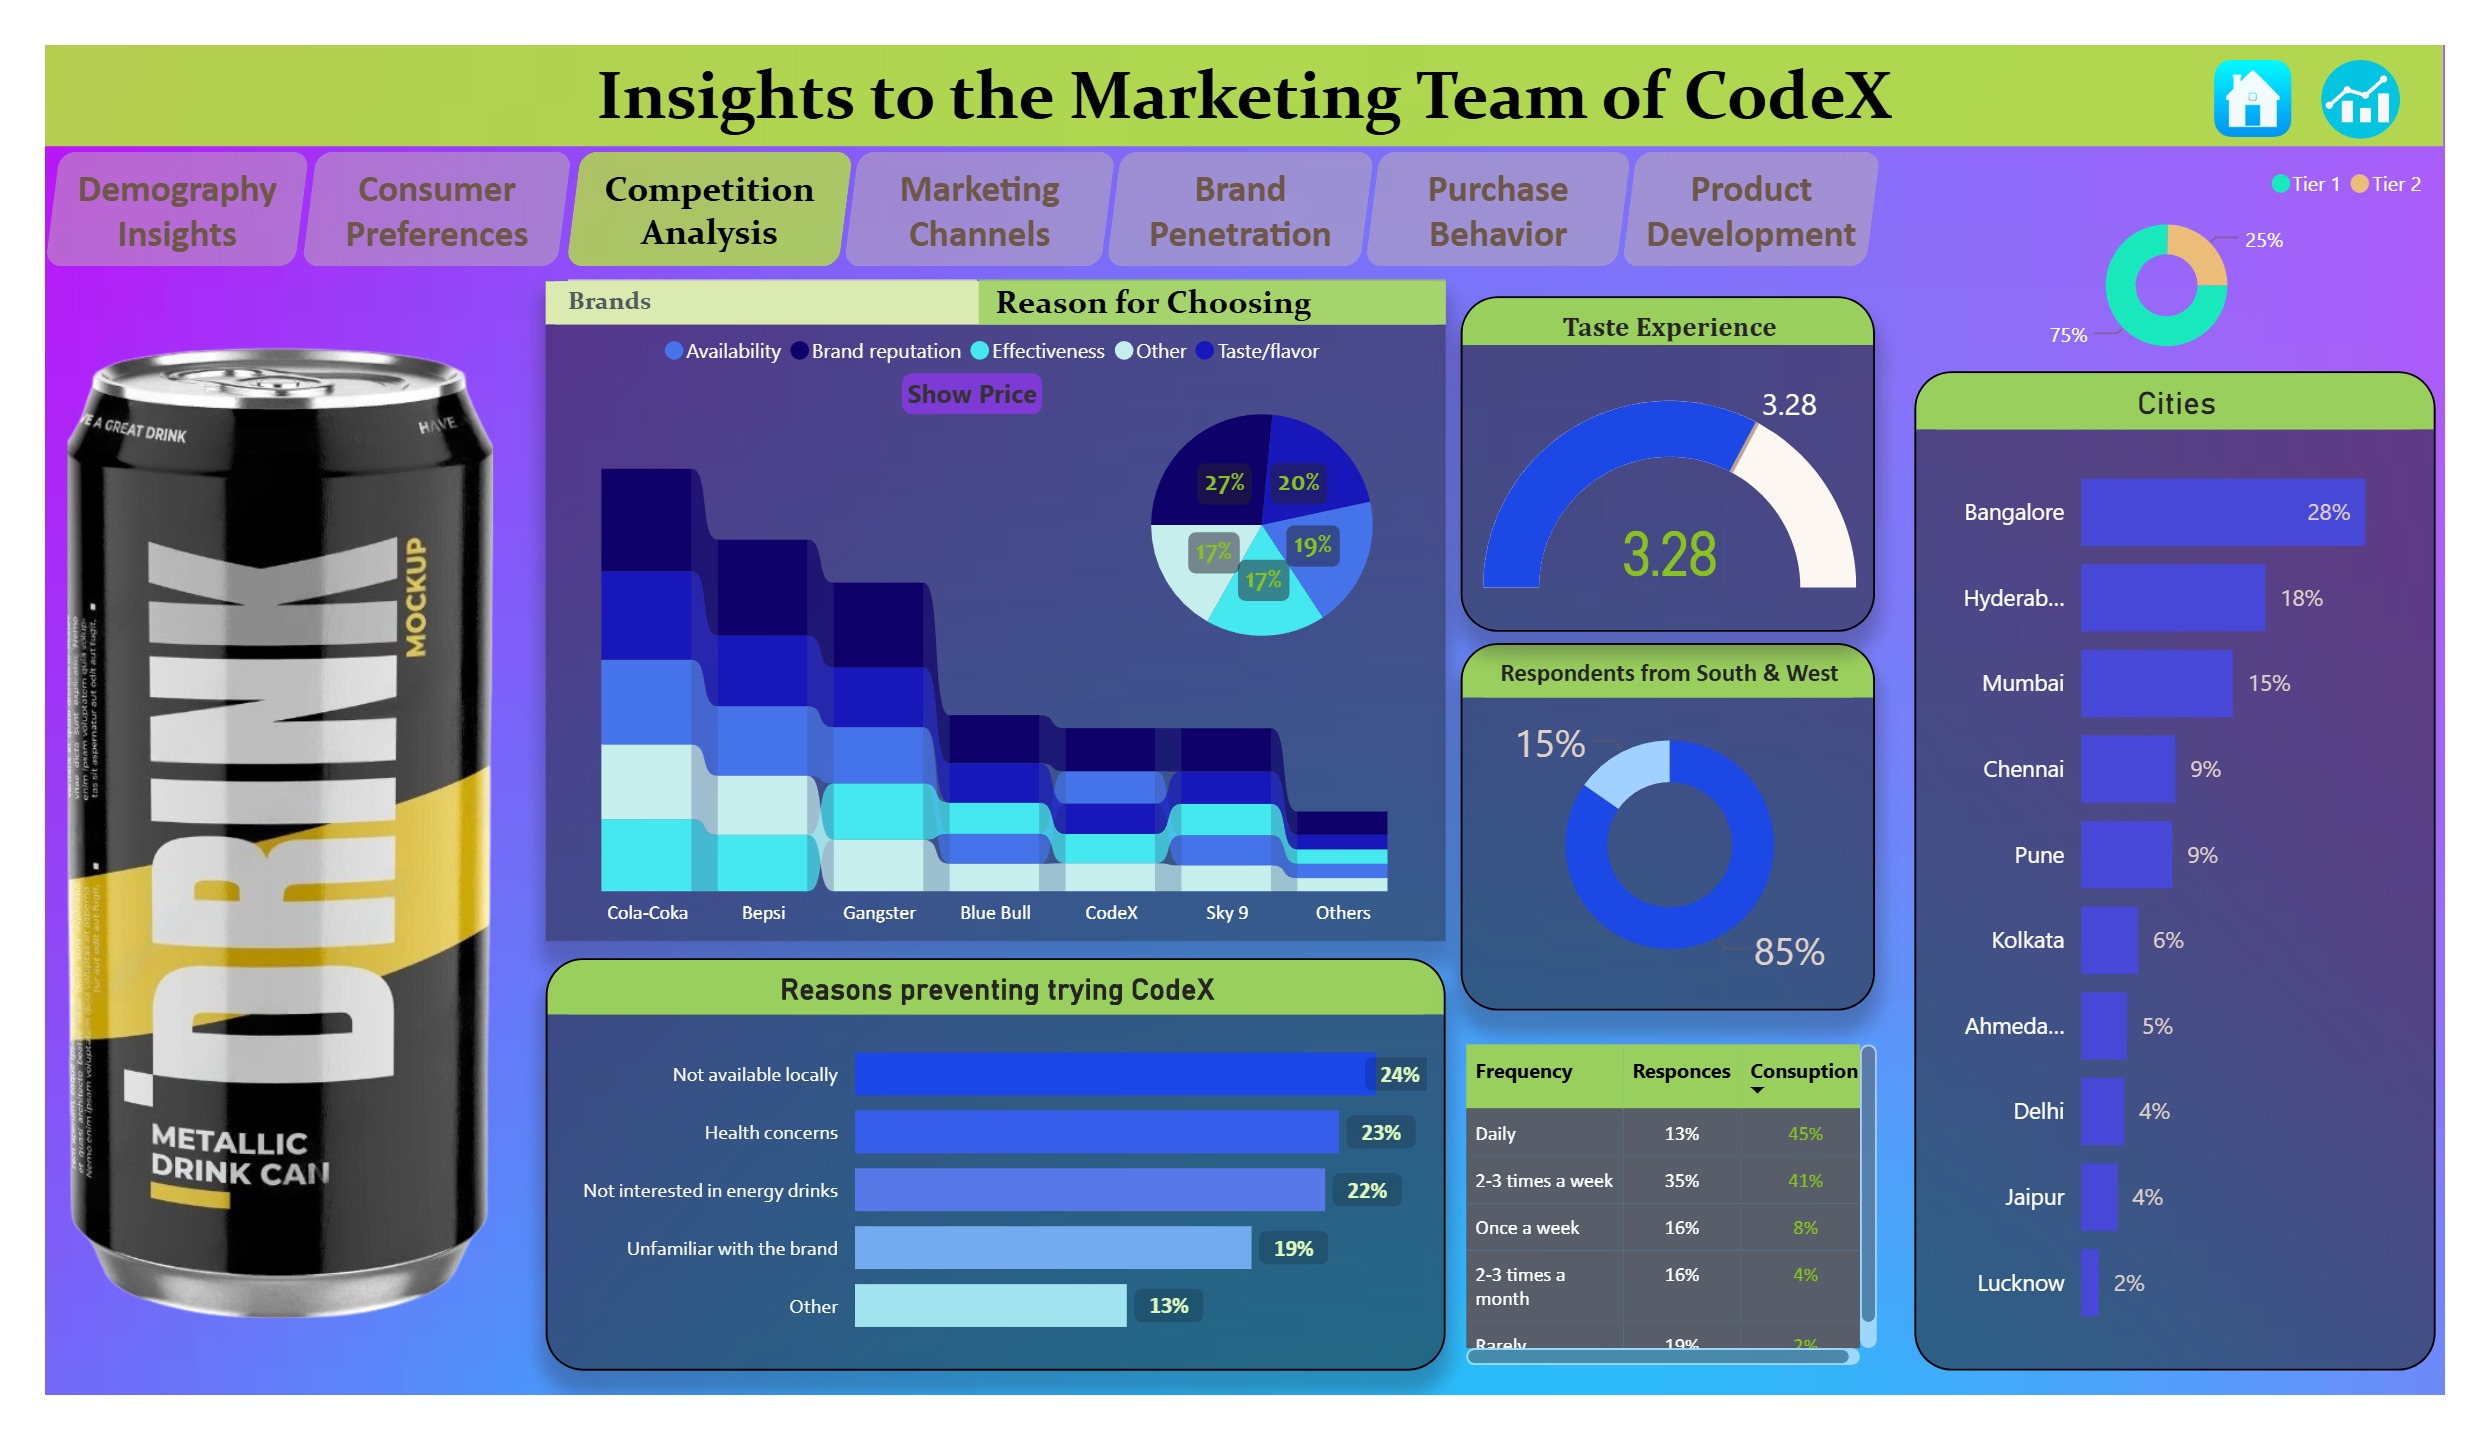 Insights to the Marketing Team of CodeX
Demography
Insights
Consumer
Preferences
Competition
Analysis
Marketing
Channels
Brand
Penetration
Purchase
Behavior
Product
Development
Tier 1 Tier 2
25%
75%
VE A GREAT DRINK
HAVE
DRINK
MOCKUP
METALLIC
DRINK CAN
Brands
Reason for Choosing
Availability Brand reputation Effectiveness Other Taste/flavor
Show Price
27%
20%
19%
17%
17%
Cola-Coka
Bepsi
Gangster
Blue Bull
CodeX
Sky 9
Others
Reasons preventing trying CodeX
Not available locally 24%
Health concerns 23%
Not interested in energy drinks 22%
Unfamiliar with the brand 19%
Other 13%
Taste Experience
3.28
3.28
Respondents from South & West
15%
85%
Frequency Responces Consuption
Daily 13% 45%
2-3 times a week 35% 41%
Once a week 16% 8%
2-3 times a 16% 4%
month
Rarely 19% 2%
Cities
Bangalore 28%
Hyderab... 18%
Mumbai 15%
Chennai 9%
Pune 9%
Kolkata 6%
Ahmeda... 5%
Delhi 4%
Jaipur 4%
Lucknow 2%